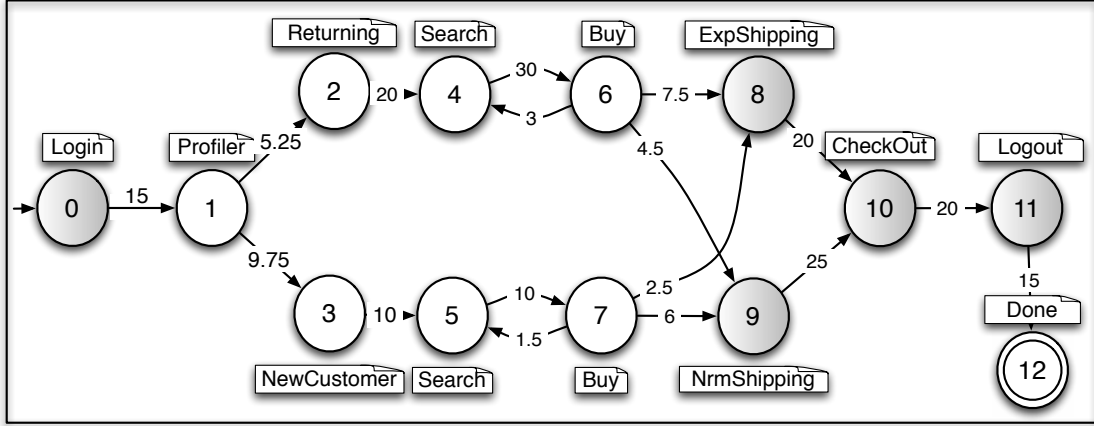 Returning
Search
Buy
ExpShipping
2
20
4
30
3
6
7.5
8
Login
Profiler
5.25
4.5
20
CheckOut
Logout
0
15
1
10
20
11
9.75
2.5
25
15
3
10
5
10
1.5
7
6
9
Done
NewCustomer
Search
Buy
NrmShipping
12